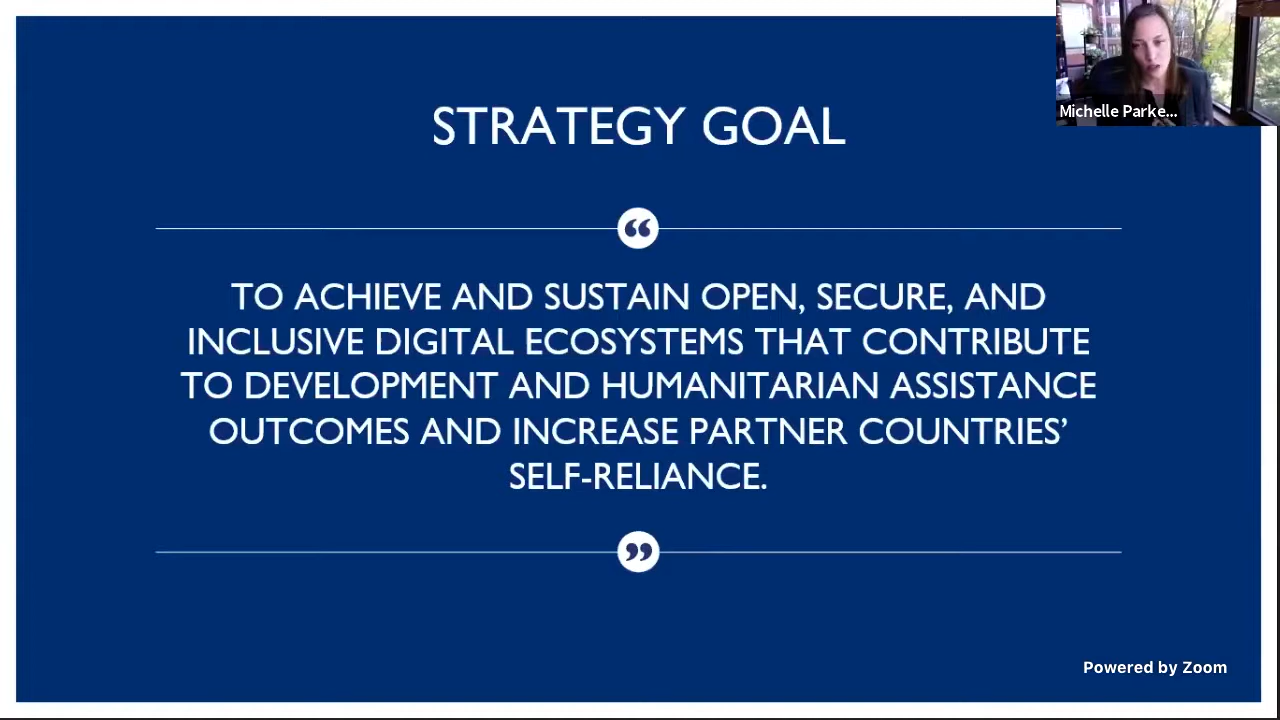 Michelle Parke...
STRATEGY GOAL
“
TO ACHIEVE AND SUSTAIN OPEN, SECURE, AND
INCLUSIVE DIGITAL ECOSYSTEMS THAT CONTRIBUTE
TO DEVELOPMENT AND HUMANITARIAN ASSISTANCE
OUTCOMES AND INCREASE PARTNER COUNTRIES’
SELF-RELIANCE.
”
Powered by Zoom